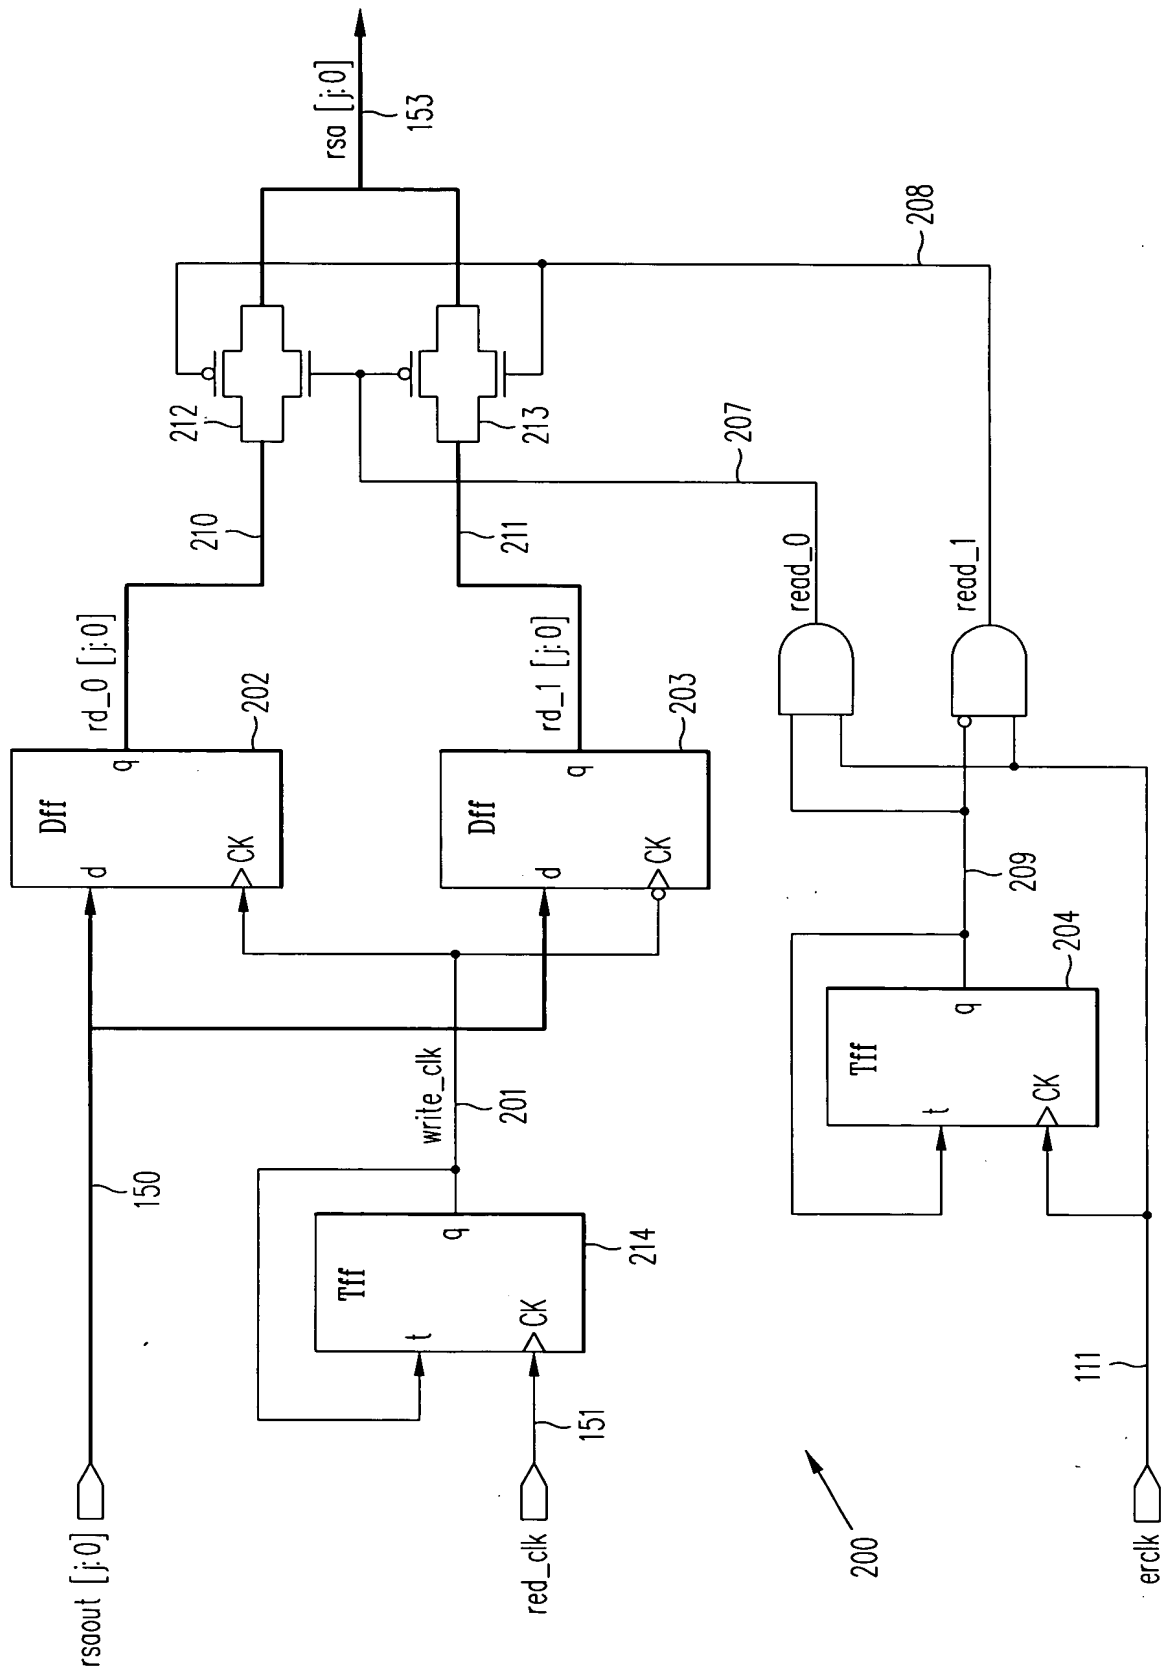 rsaout [j:0]
150
red_clk
151
Tff
t
CK
q
214
write_clk
201
Dff
d
CK
q
202
rd_0 [j:0]
210
212
Dff
d
CK
q
203
rd_1 [j:0]
211
213
rsa [j:0]
153
200
erclk
111
Tff
t
CK
q
204
209
read_0
207
read_1
208